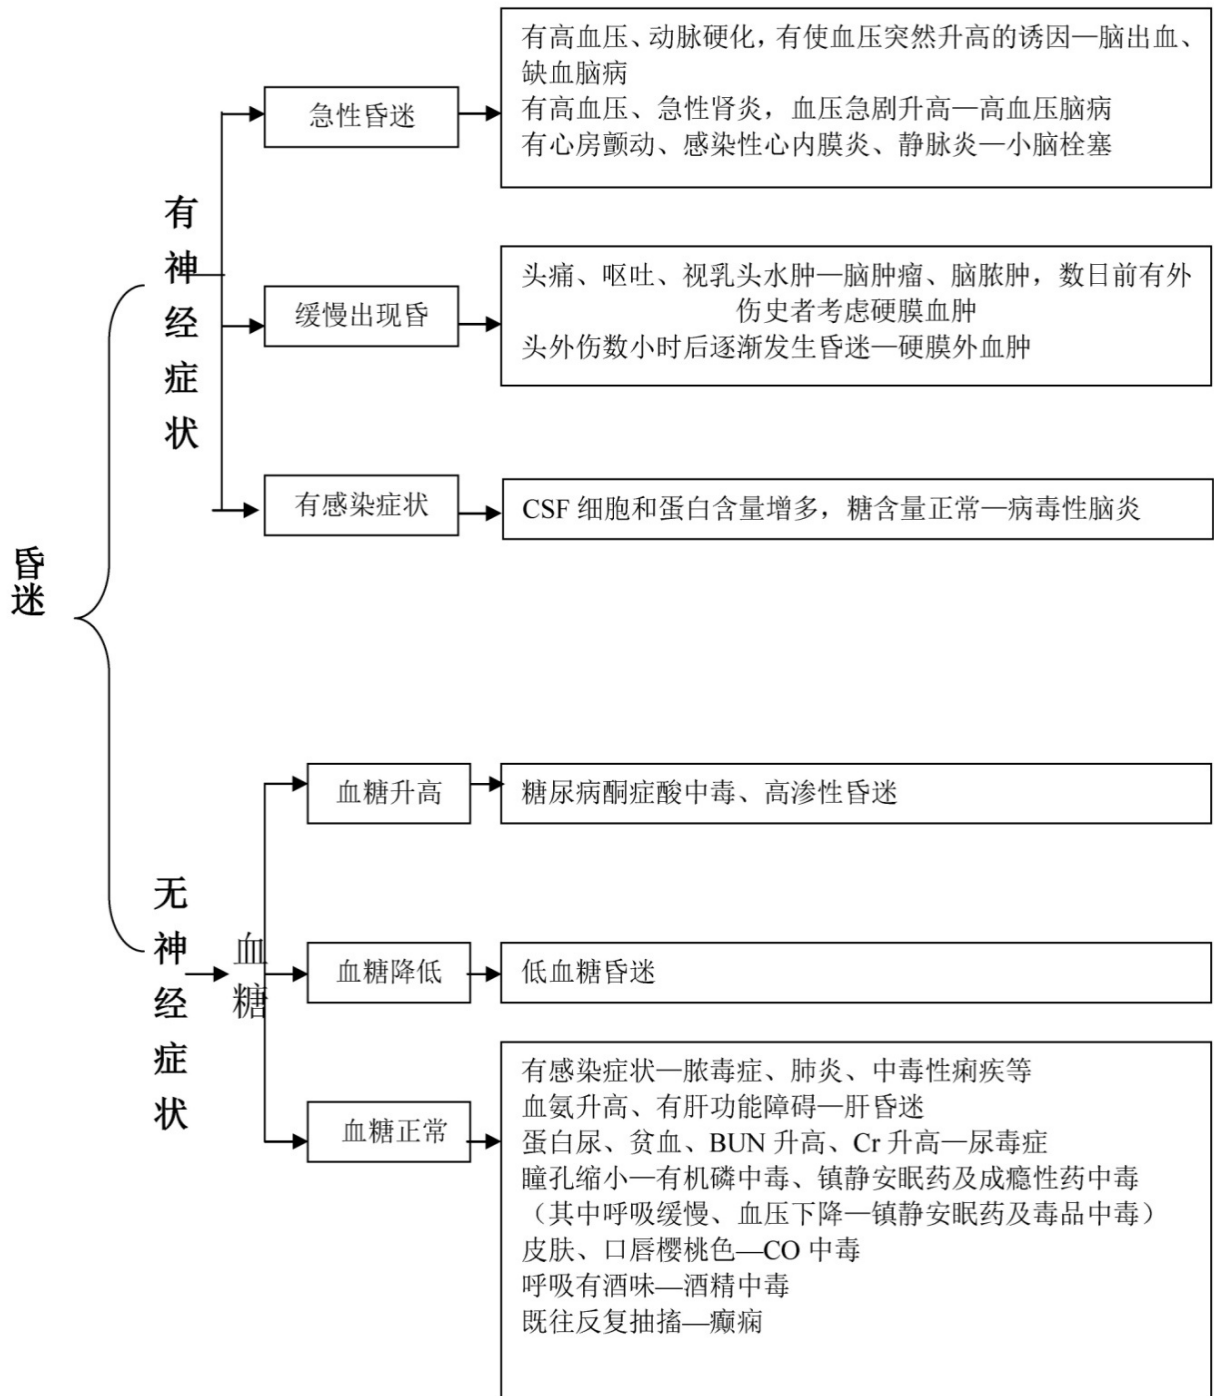 昏迷
有神经症状
急性昏迷
有高血压、动脉硬化，有使血压突然升高的诱因—脑出血、
缺血脑病
有高血压、急性肾炎，血压急剧升高—高血压脑病
有心房颤动、感染性心内膜炎、静脉炎—小脑栓塞
缓慢出现昏
头痛、呕吐、视乳头水肿—脑肿瘤、脑脓肿，数日前有外
伤史者考虑硬膜血肿
头外伤数小时后逐渐发生昏迷—硬膜外血肿
有感染症状
CSF 细胞和蛋白含量增多，糖含量正常—病毒性脑炎
无神经症状
血糖
血糖升高
糖尿病酮症酸中毒、高渗性昏迷
血糖降低
低血糖昏迷
血糖正常
有感染症状—脓毒症、肺炎、中毒性痢疾等
血氨升高、有肝功能障碍—肝昏迷
蛋白尿、贫血、BUN 升高、Cr 升高—尿毒症
瞳孔缩小—有机磷中毒、镇静安眠药及成瘾性药中毒
（其中呼吸缓慢、血压下降—镇静安眠药及毒品中毒）
皮肤、口唇樱桃色—CO 中毒
呼吸有酒味—酒精中毒
既往反复抽搐—癫痫